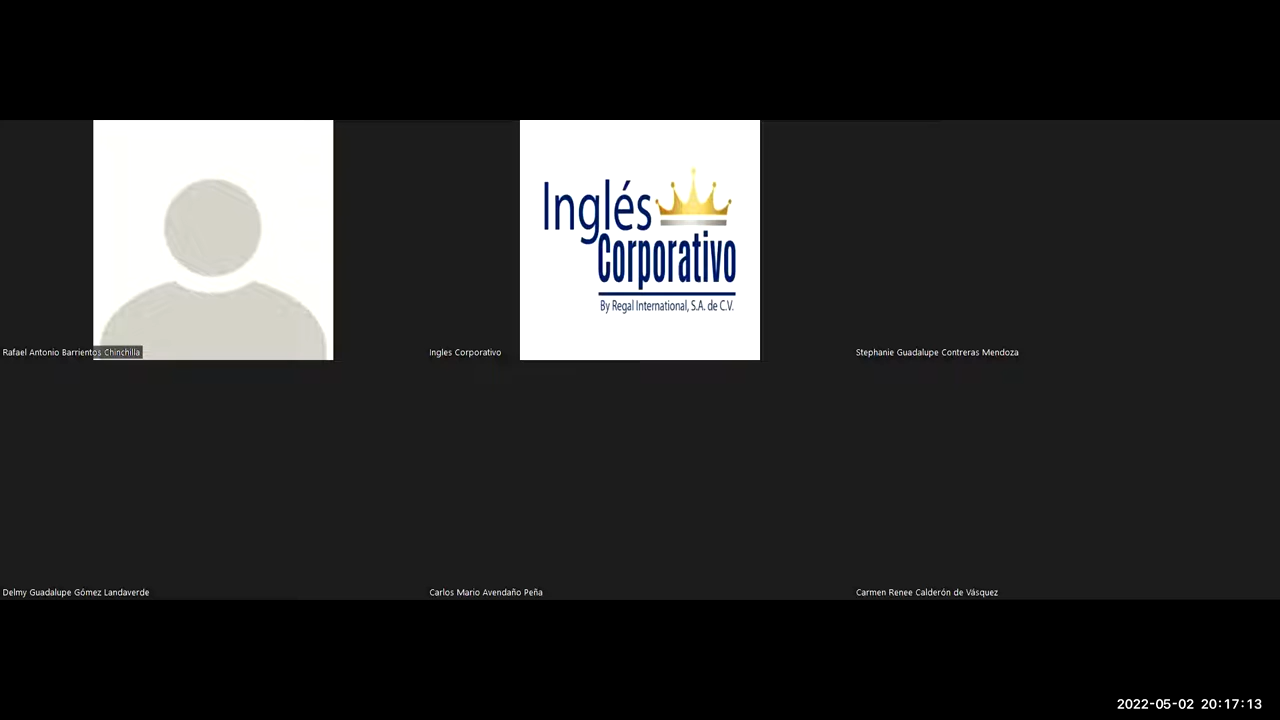 Inglés
Corporativo
By Regal International, S.A. de C.V.
Rafael Antonio Barrientos Chinchilla
Ingles Corporativo
Stephanie Guadalupe Contreras Mendoza
Delmy Guadalupe Gómez Landaverde
Carlos Mario Avendaño Peña
Carmen Renee Calderón de Vásquez
2022-05-02 20:17:13